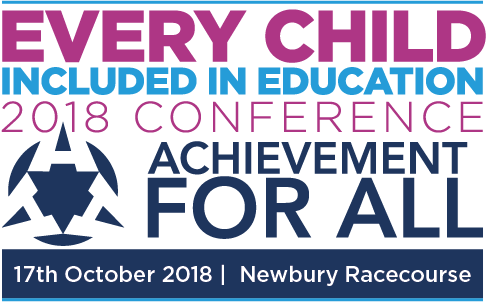 EVERY CHILD
INCLUDED IN EDUCATION
2018 CONFERENCE
ACHIEVEMENT
FOR ALL
17th October 2018 | Newbury Racecourse